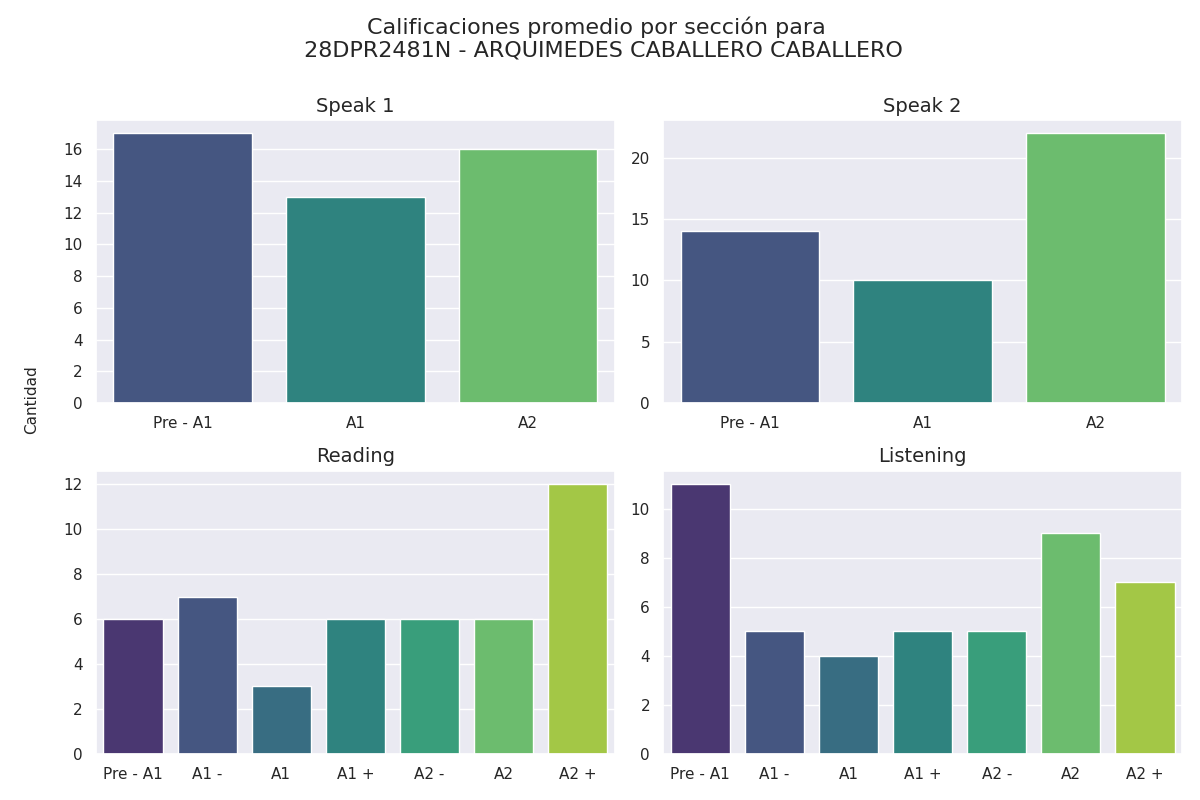 Calificaciones promedio por sección para
28DPR2481N - ARQUIMEDES CABALLERO CABALLERO
Speak 1
16
14
12
10
8
6
4
2
0
Pre - A1 A1 A2
Speak 2
20
15
10
5
0
Pre - A1 A1 A2
Cantidad
Reading
12
10
8
6
4
2
0
Pre - A1 A1 - A1 A1 + A2 - A2 A2 +
Listening
10
8
6
4
2
0
Pre - A1 A1 - A1 A1 + A2 - A2 A2 +